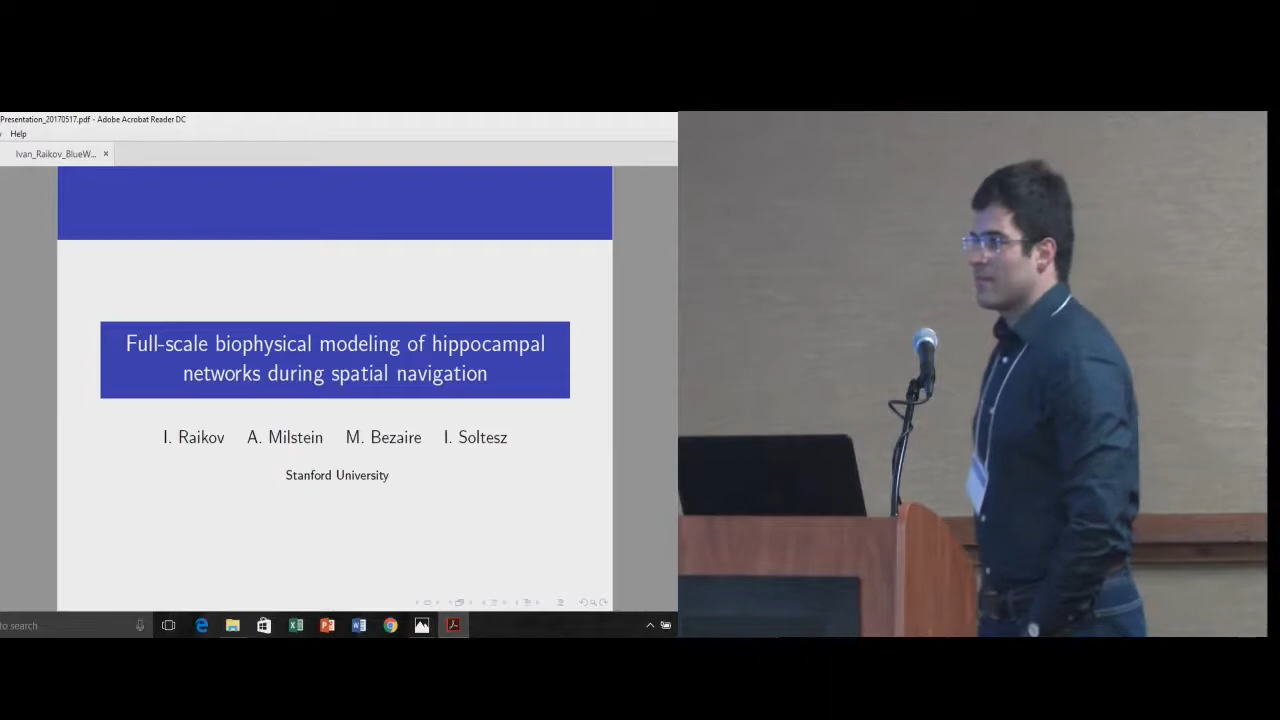 Presentation_20170517.pdf - Adobe Acrobat Reader DC
Help
Ivan_Raikov_BlueW... ×
Full-scale biophysical modeling of hippocampal
networks during spatial navigation
I. Raikov A. Milstein M. Bezaire I. Soltesz
Stanford University
to search